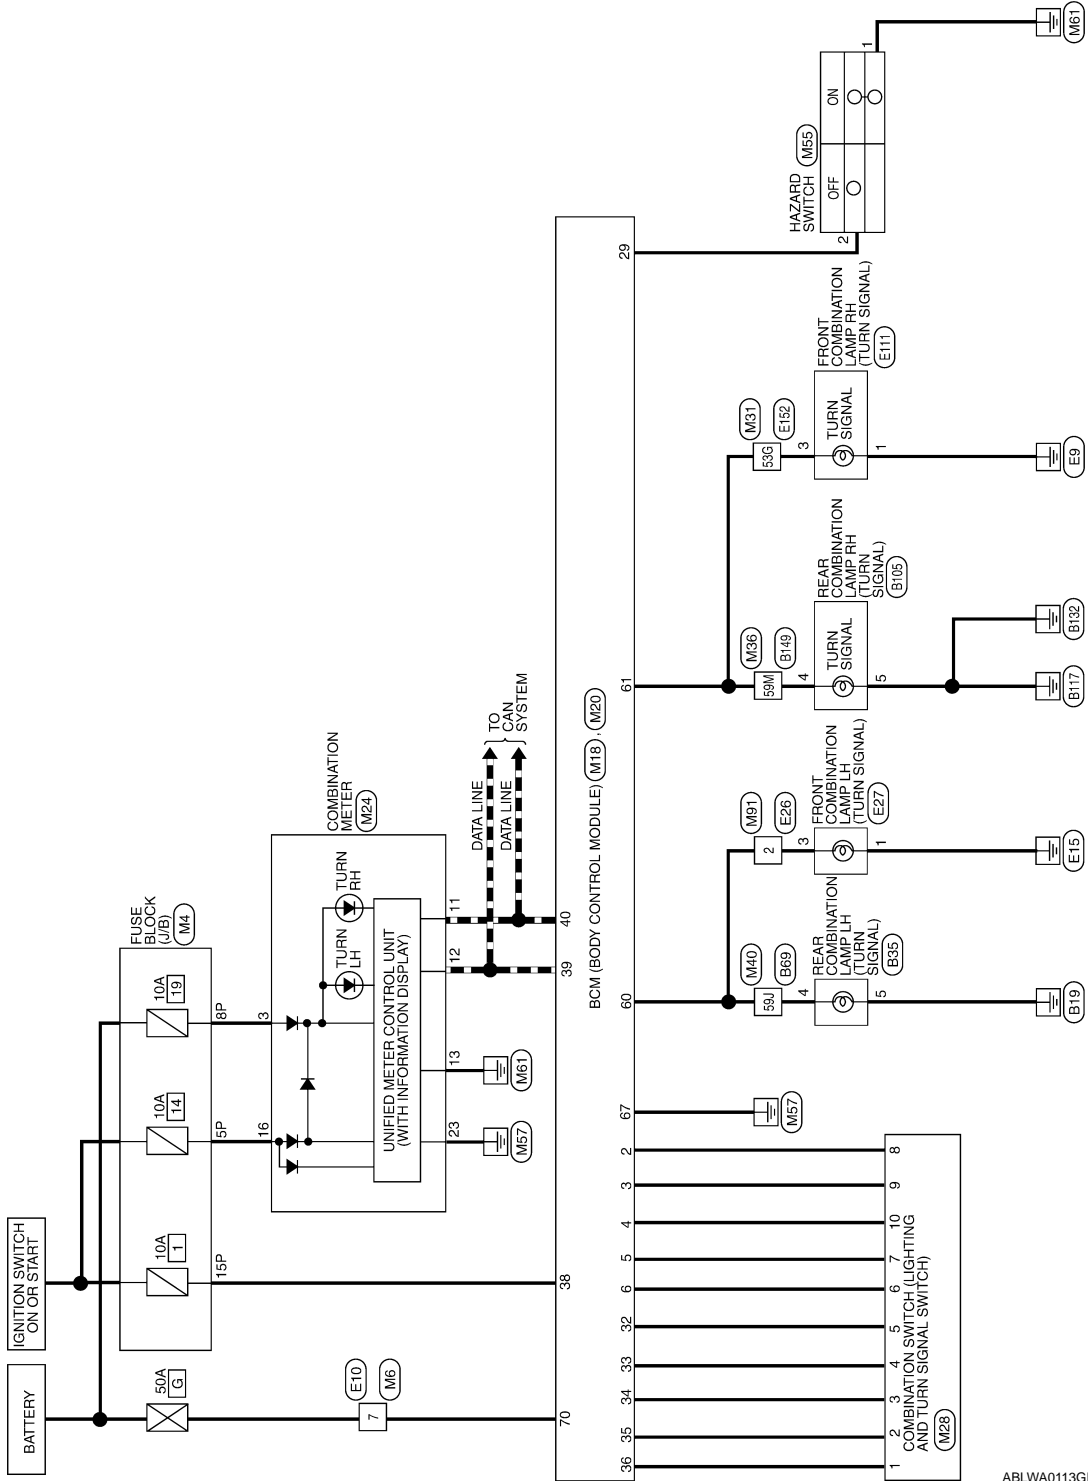 BATTERY
IGNITION SWITCH
ON OR START
50A
G
10A
1
10A
14
10A
19
FUSE
BLOCK
(J/B)
M4
15P
5P
8P
E10
M6
7
16
3
COMBINATION
METER
M24
TURN
LH
TURN
RH
UNIFIED METER CONTROL UNIT
(WITH INFORMATION DISPLAY)
23
13
12
11
M57
M61
DATA LINE
DATA LINE
TO
CAN
SYSTEM
70
38
39
40
BCM (BODY CONTROL MODULE)
M18
,
M20
36
35
34
33
32
6
5
4
3
2
67
60
61
29
M57
1
2
3
4
5
6
7
10
9
8
COMBINATION SWITCH (LIGHTING
AND TURN SIGNAL SWITCH)
M28
59J
M40
B69
4
REAR
COMBINATION
LAMP LH
(TURN
SIGNAL)
B35
5
B19
2
M91
E26
3
FRONT
COMBINATION
LAMP LH
(TURN SIGNAL)
E27
1
E15
59M
M36
B149
4
TURN
SIGNAL
REAR
COMBINATION
LAMP RH
(TURN
SIGNAL)
B105
5
B117
B132
53G
M31
E152
3
TURN
SIGNAL
FRONT
COMBINATION
LAMP RH
(TURN SIGNAL)
E111
1
E9
HAZARD
SWITCH
M55
OFF
ON
2
1
M61
ABLWA0113G